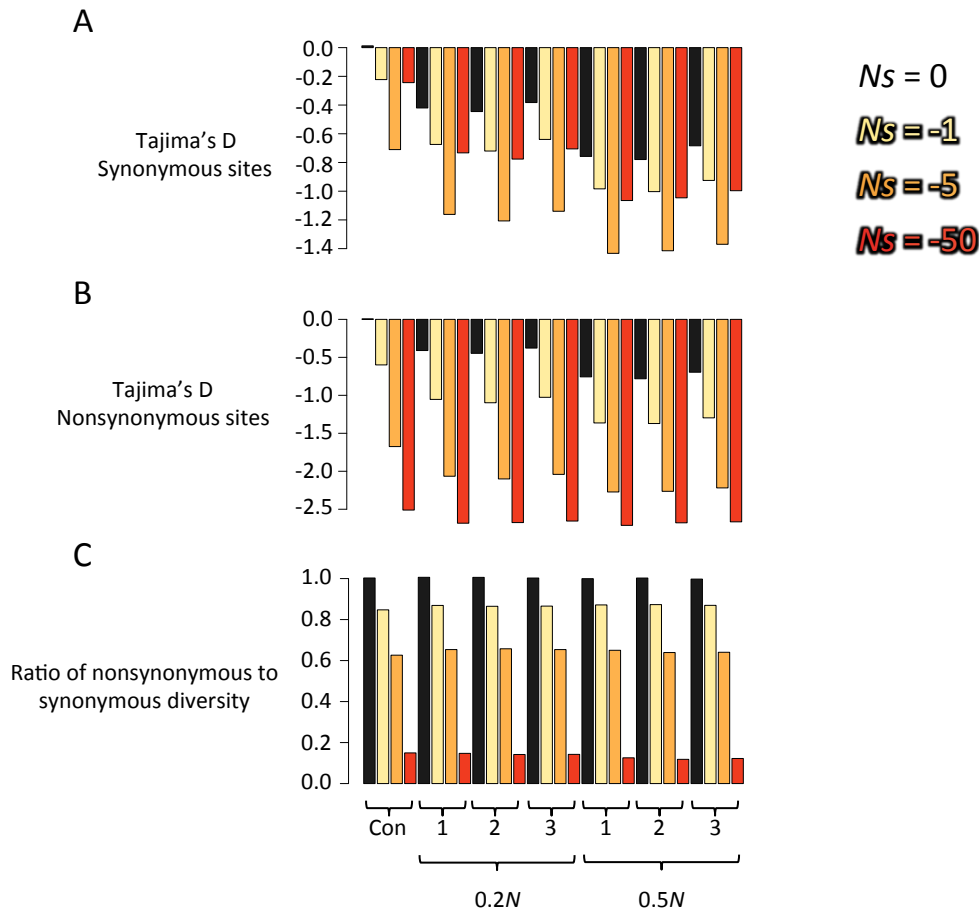 A
0.0
-0.2
-0.4
-0.6
-0.8
-1.0
-1.2
-1.4
Tajima's D
Synonymous sites
Ns = 0
Ns = -1
Ns = -5
Ns = -50
B
0.0
-0.5
-1.0
-1.5
-2.0
-2.5
Tajima's D
Nonsynonymous sites
C
1.0
0.8
0.6
0.4
0.2
0.0
Ratio of nonsynonymous to
synonymous diversity
Con 1 2 3 1 2 3
0.2N 0.5N